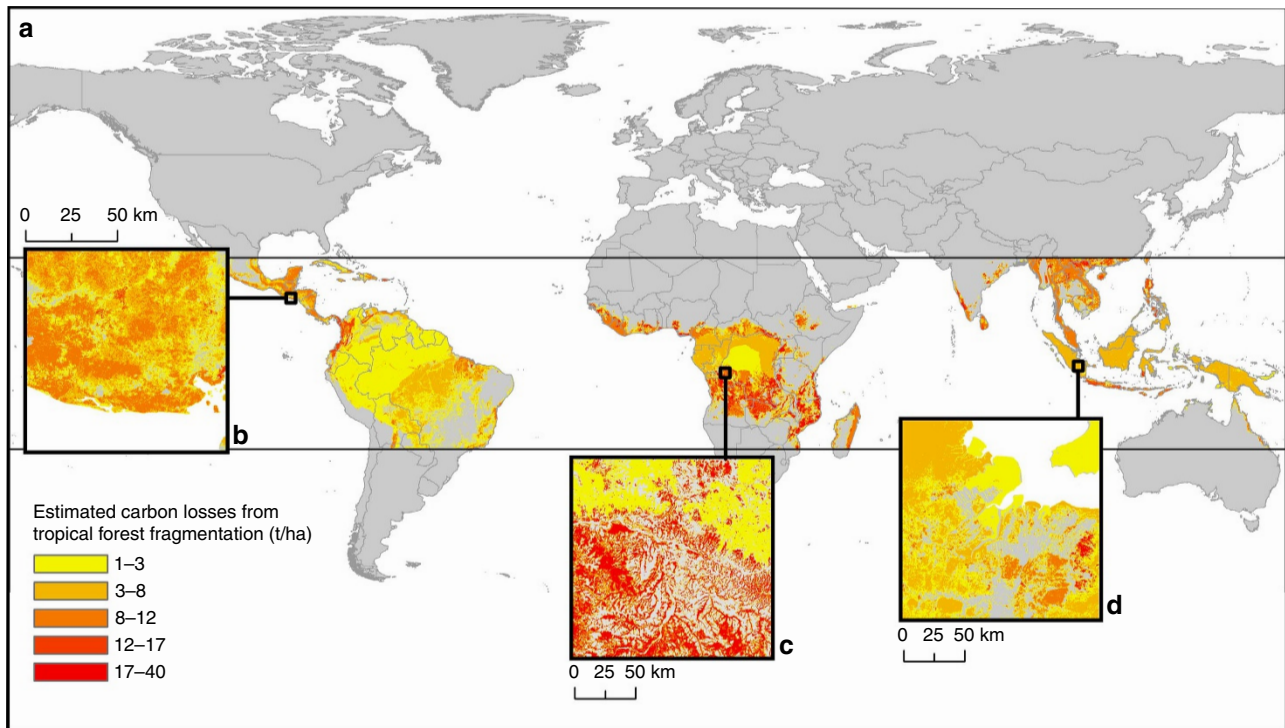 a
0 25 50 km
b
Estimated carbon losses from
tropical forest fragmentation (t/ha)
1–3
3–8
8–12
12–17
17–40
c
0 25 50 km
d
0 25 50 km